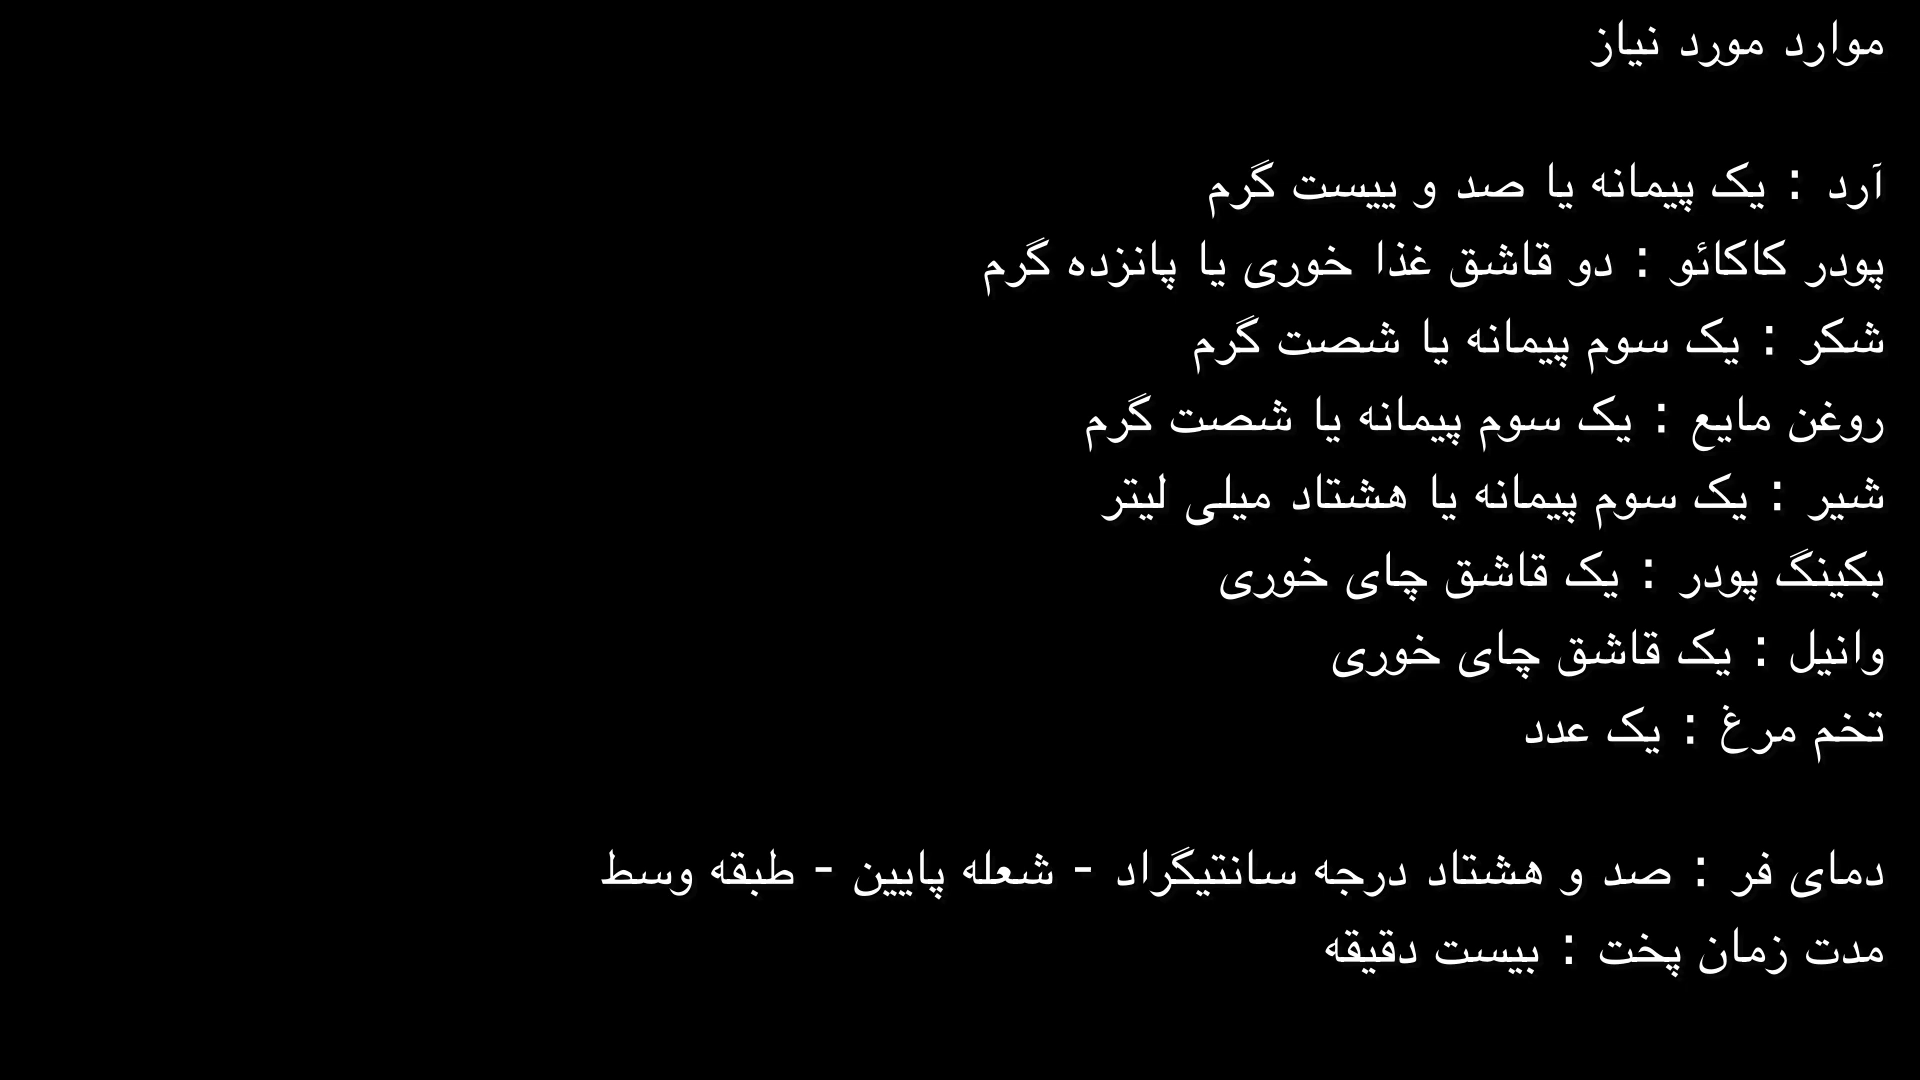 موارد مورد نیاز
آرد : یک پیمانه یا صد و ییست گرم
پودر کاکائو : دو قاشق غذا خوری یا پانزده گرم
شکر : یک سوم پیمانه یا شصت گرم
روغن مایع : یک سوم پیمانه یا شصت گرم
شیر : یک سوم پیمانه یا هشتاد میلی لیتر
بکینگ پودر : یک قاشق چای خوری
وانیل : یک قاشق چای خوری
تخم مرغ : یک عدد
دمای فر : صد و هشتاد درجه سانتیگراد - شعله پایین - طبقه وسط
مدت زمان پخت : بیست دقیقه